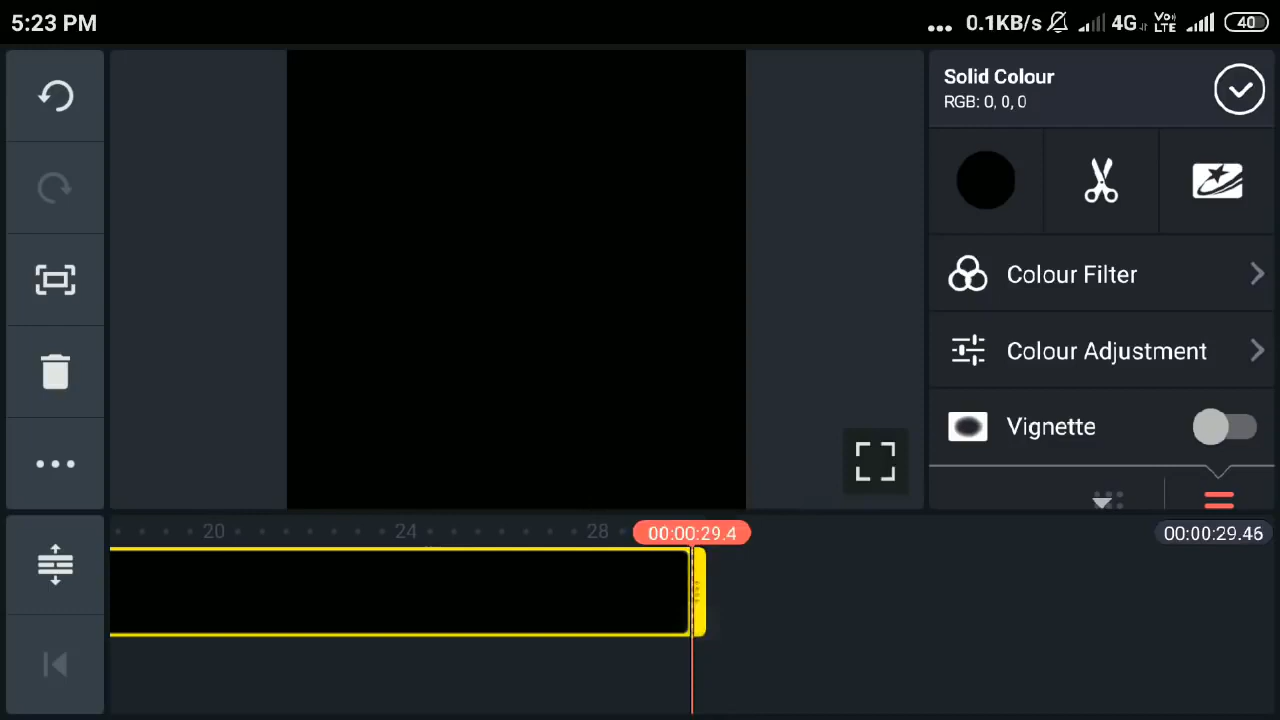 5:23 PM
0.1KB/s 4G Vo) LTE 40
Solid Colour
RGB: 0, 0, 0
Colour Filter
Colour Adjustment
Vignette
20 24 28 00:00:29.4 00:00:29.46